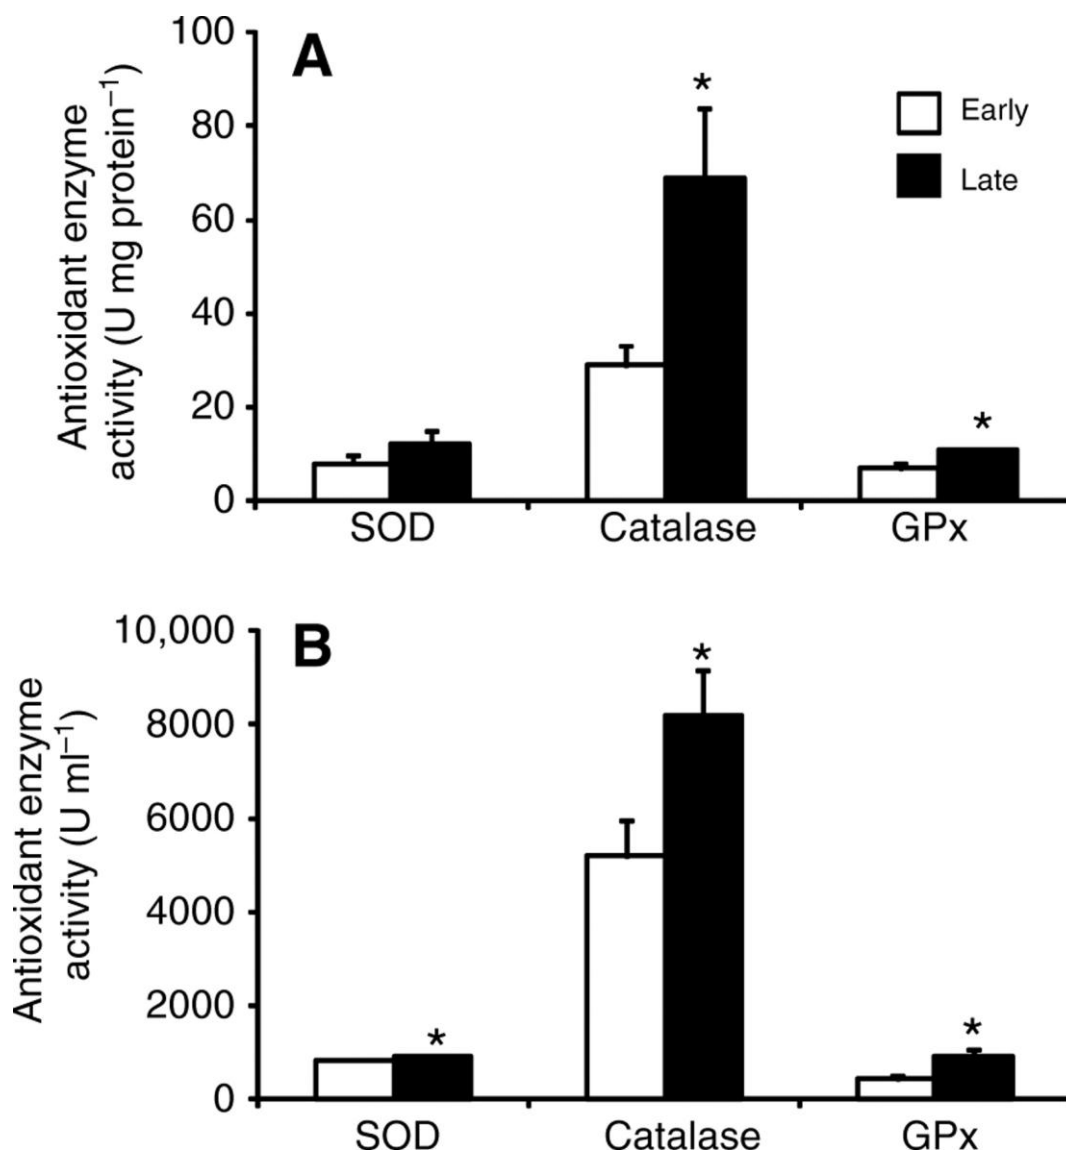 A
100
80
60
40
20
0
Antioxidant enzyme
activity (U mg protein⁻¹)
*
*
Early
Late
SOD Catalase GPx
B
10,000
8000
6000
4000
2000
0
Antioxidant enzyme
activity (U ml⁻¹)
*
*
*
SOD Catalase GPx